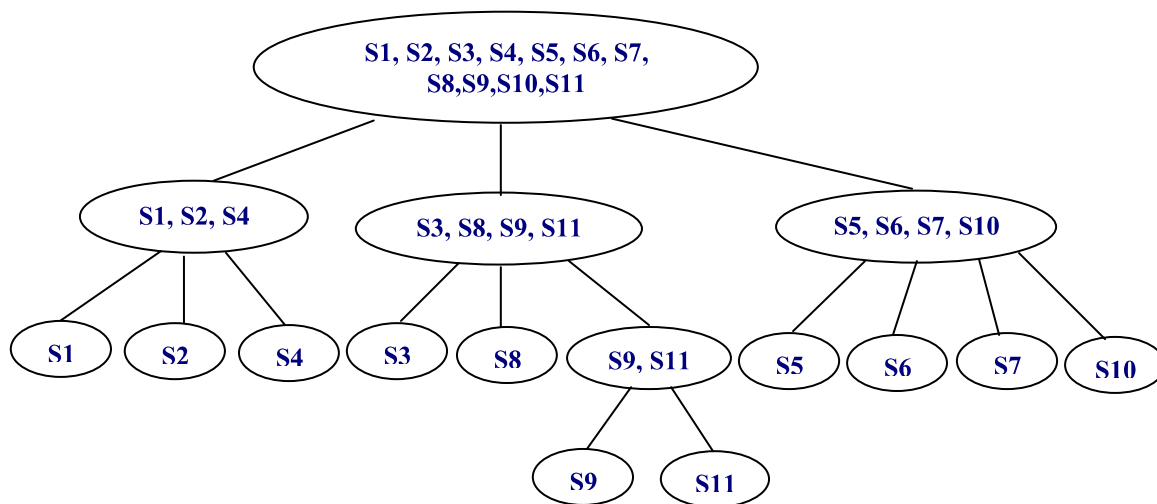 S1, S2, S3, S4, S5, S6, S7,
S8,S9,S10,S11
S1, S2, S4
S3, S8, S9, S11
S5, S6, S7, S10
S1
S2
S4
S3
S8
S9, S11
S5
S6
S7
S10
S9
S11